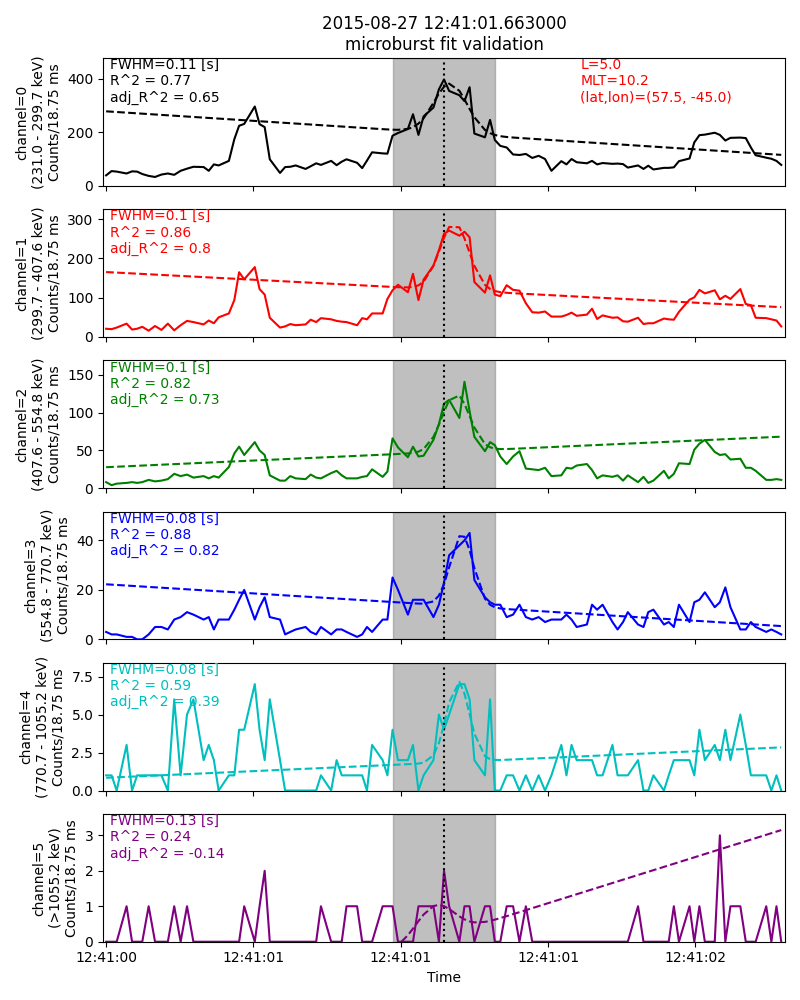 2015-08-27 12:41:01.663000
microburst fit validation
channel=0
(231.0 - 299.7 keV)
Counts/18.75 ms
400
200
0
FWHM=0.11 [s]
R^2 = 0.77
adj_R^2 = 0.65
L=5.0
MLT=10.2
(lat,lon)=(57.5, -45.0)
channel=1
(299.7 - 407.6 keV)
Counts/18.75 ms
300
200
100
0
FWHM=0.1 [s]
R^2 = 0.86
adj_R^2 = 0.8
channel=2
(407.6 - 554.8 keV)
Counts/18.75 ms
150
100
50
0
FWHM=0.1 [s]
R^2 = 0.82
adj_R^2 = 0.73
channel=3
(554.8 - 770.7 keV)
Counts/18.75 ms
40
20
0
FWHM=0.08 [s]
R^2 = 0.88
adj_R^2 = 0.82
channel=4
(770.7 - 1055.2 keV)
Counts/18.75 ms
7.5
5.0
2.5
0.0
FWHM=0.08 [s]
R^2 = 0.59
adj_R^2 = 0.39
channel=5
(>1055.2 keV)
Counts/18.75 ms
3
2
1
0
FWHM=0.13 [s]
R^2 = 0.24
adj_R^2 = -0.14
12:41:00 12:41:01 12:41:01 12:41:01 12:41:02
Time